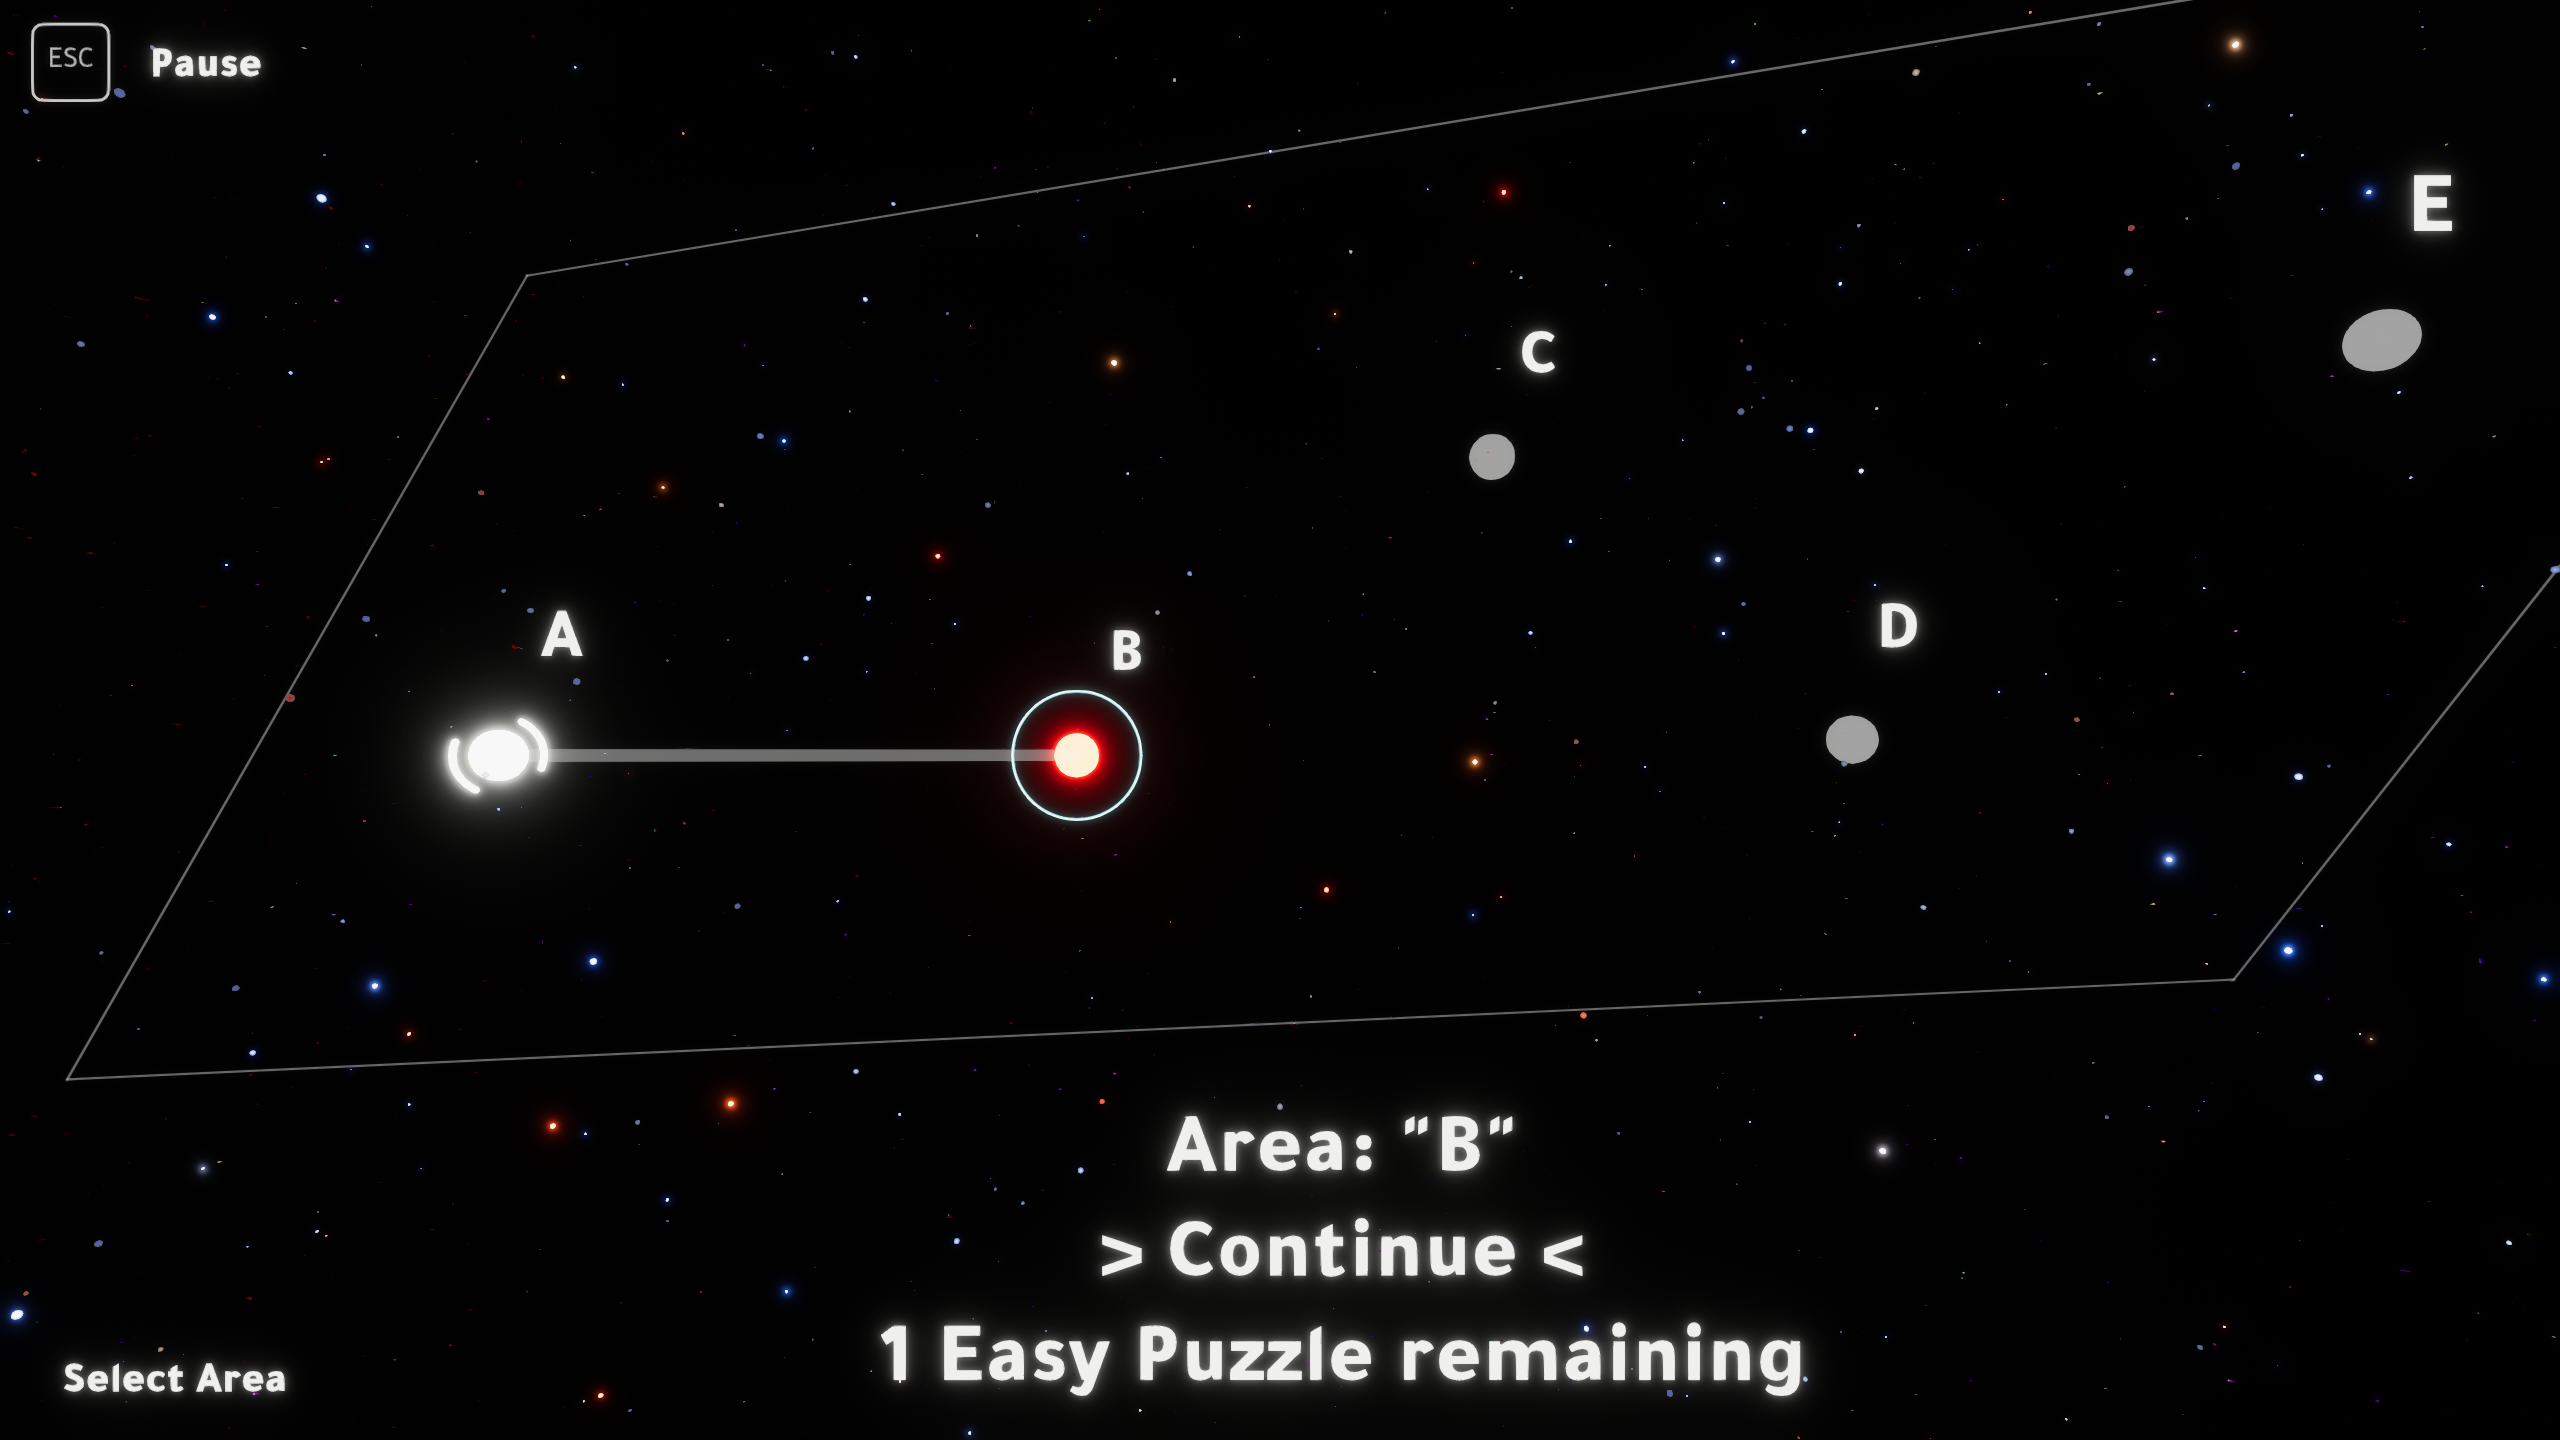 ESC Pause
E
C
D
A
B
Area: "B"
> Continue <
1 Easy Puzzle remaining
Select Area